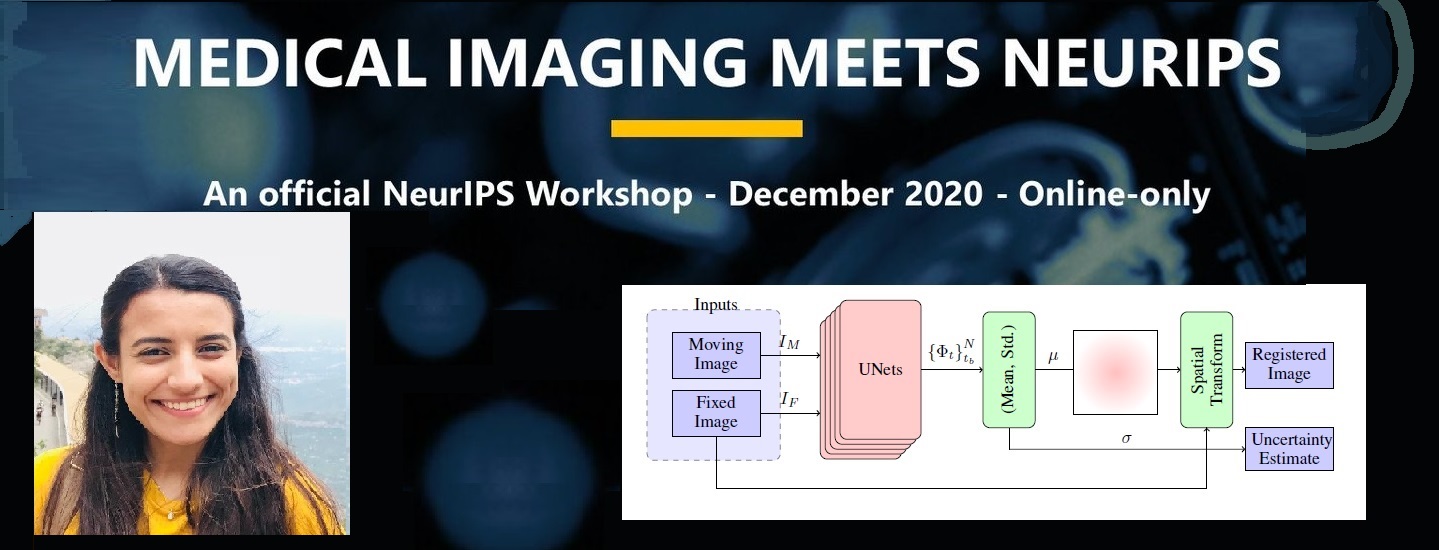 MEDICAL IMAGING MEETS NEURIPS
An official NeurIPS Workshop - December 2020 - Online-only
Inputs
Moving
Image
I_M
Fixed
Image
I_F
UNets
{Φ_t}^N_{t_b}
(Mean, Std.)
μ
Spatial
Transform
Registered
Image
σ
Uncertainty
Estimate